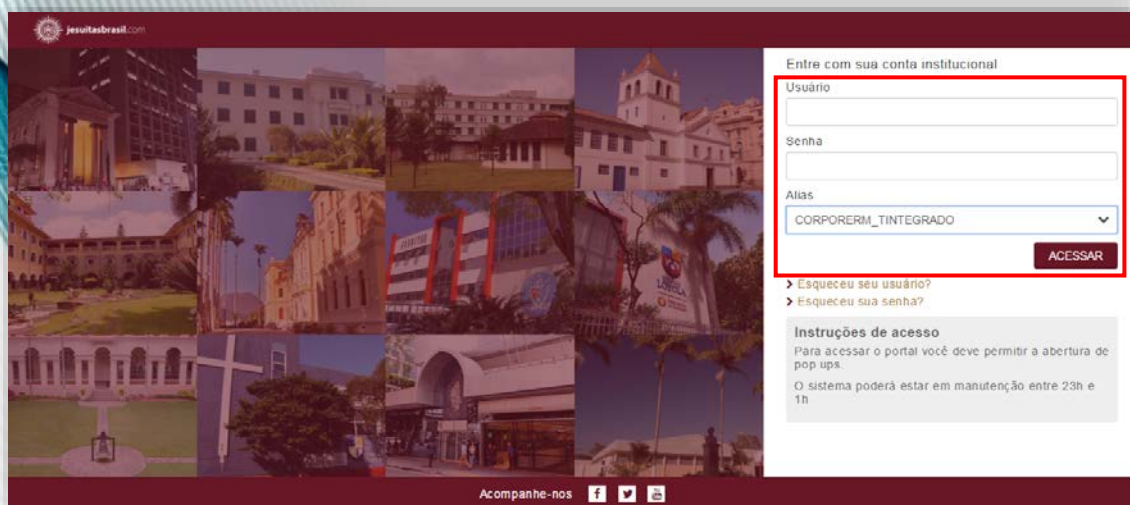 jesuitasbrasil.com
Entre com sua conta institucional
Usuário
Senha
Alias
CORPORERM_TINTEGRADO
ACESSAR
Esqueceu seu usuário?
Esqueceu sua senha?
Instruções de acesso
Para acessar o portal você deve permitir a abertura de
pop ups.
O sistema poderá estar em manutenção entre 23h e
1h
LOYOLA
Acompanhe-nos